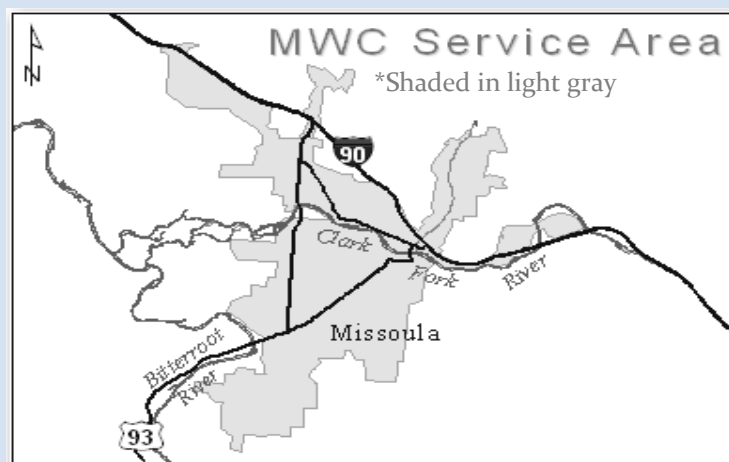 MWC Service Area
*Shaded in light gray
N
90
Clark
Fork
River
Missoula
Bitterroot
River
93